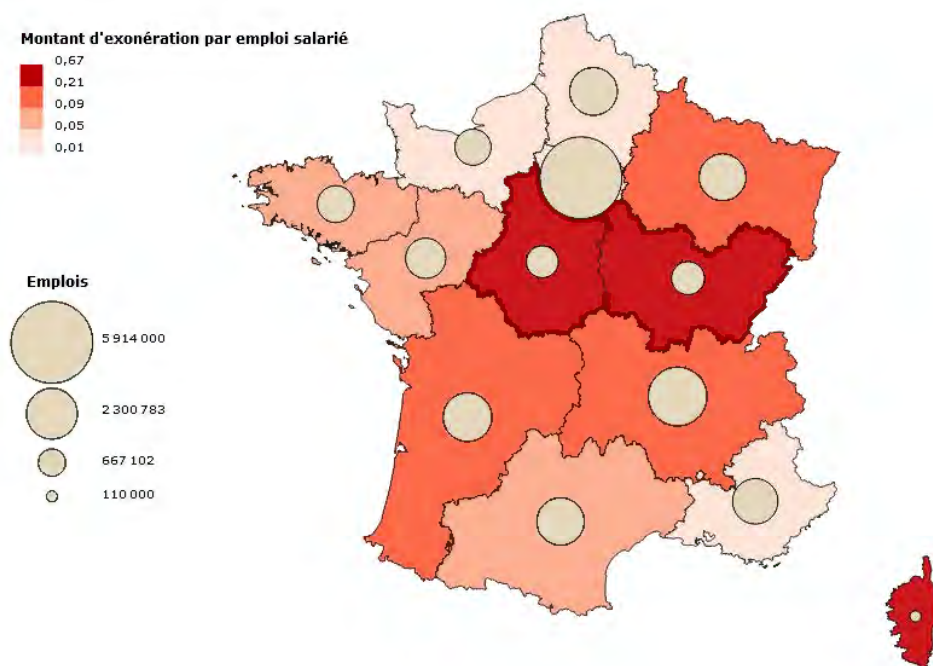 Montant d'exonération par emploi salarié
0,67
0,21
0,09
0,05
0,01
Emplois
5 914 000
2 300 783
667 102
110 000